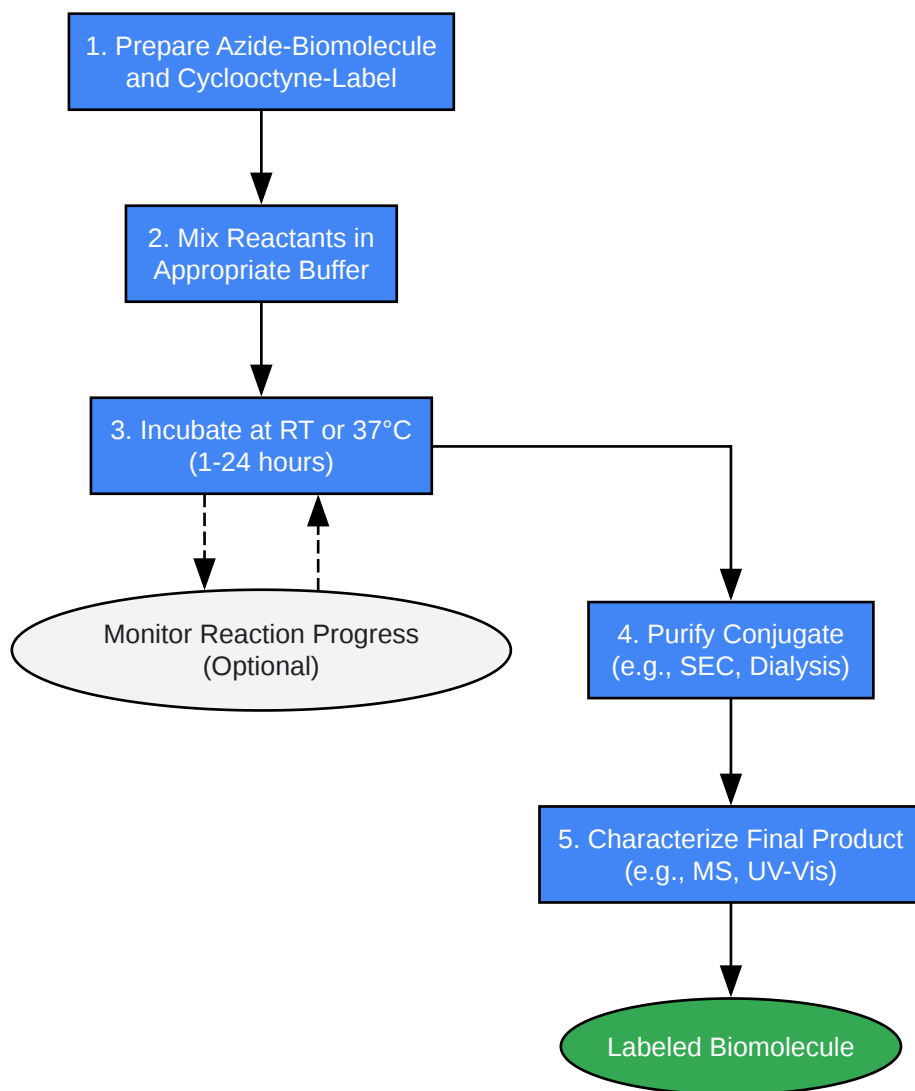 1. Prepare Azide-Biomolecule
and Cyclooctyne-Label
2. Mix Reactants in
Appropriate Buffer
3. Incubate at RT or 37°C
(1-24 hours)
Monitor Reaction Progress
(Optional)
4. Purify Conjugate
(e.g., SEC, Dialysis)
5. Characterize Final Product
(e.g., MS, UV-Vis)
Labeled Biomolecule